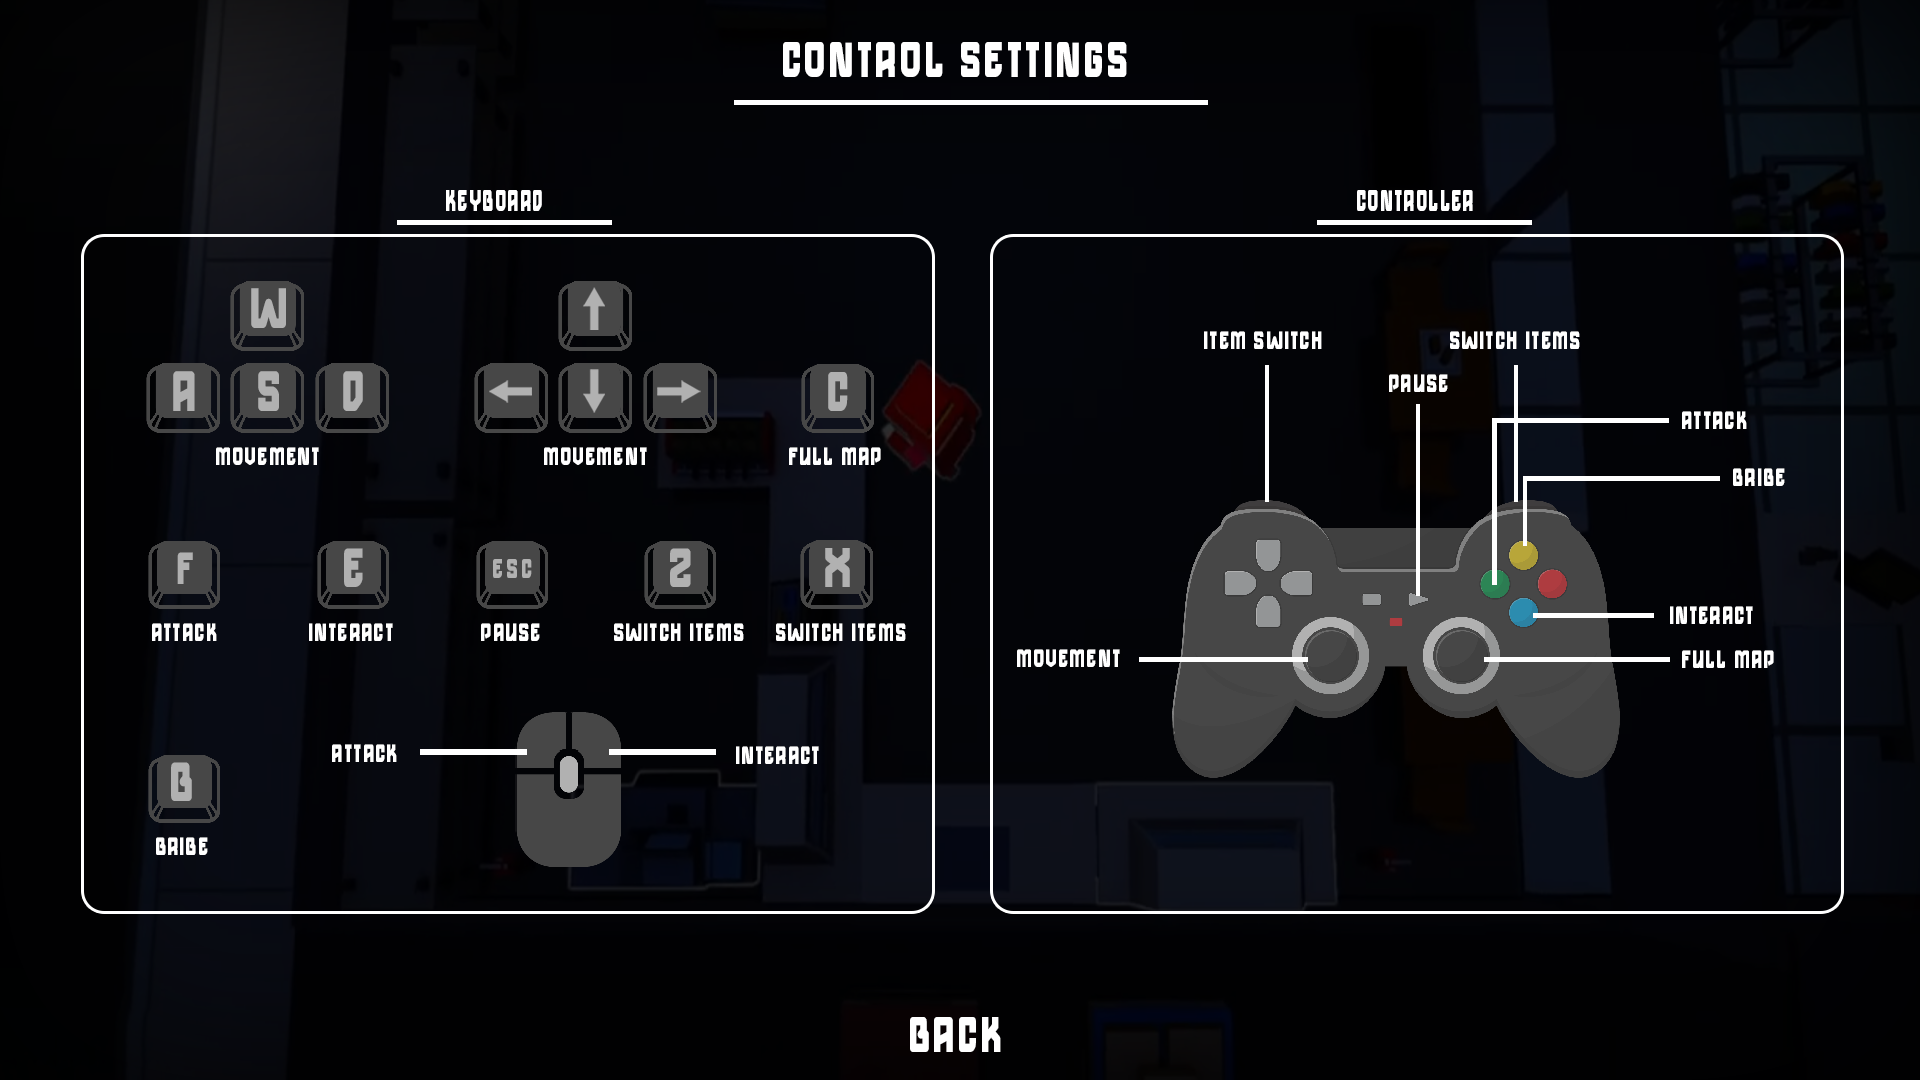 CONTROL SETTINGS
KEYBOARD
W
A S D
MOVEMENT
MOVEMENT
C
FULL MAP
F
ATTACK
E
INTERACT
ESC
PAUSE
Z
SWITCH ITEMS
X
SWITCH ITEMS
B
BRIBE
ATTACK
INTERACT
CONTROLLER
ITEM SWITCH
SWITCH ITEMS
PAUSE
ATTACK
BRIBE
INTERACT
MOVEMENT
FULL MAP
BACK